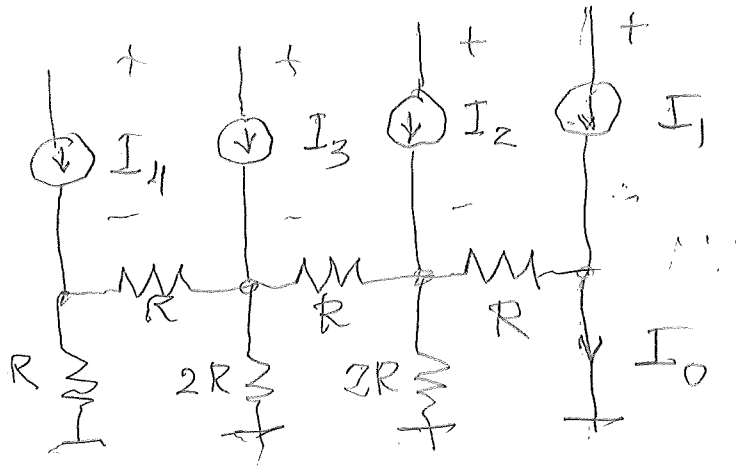 + + + +
I4 I3 I2 I1
- - -
R R R
R 2R 2R I0